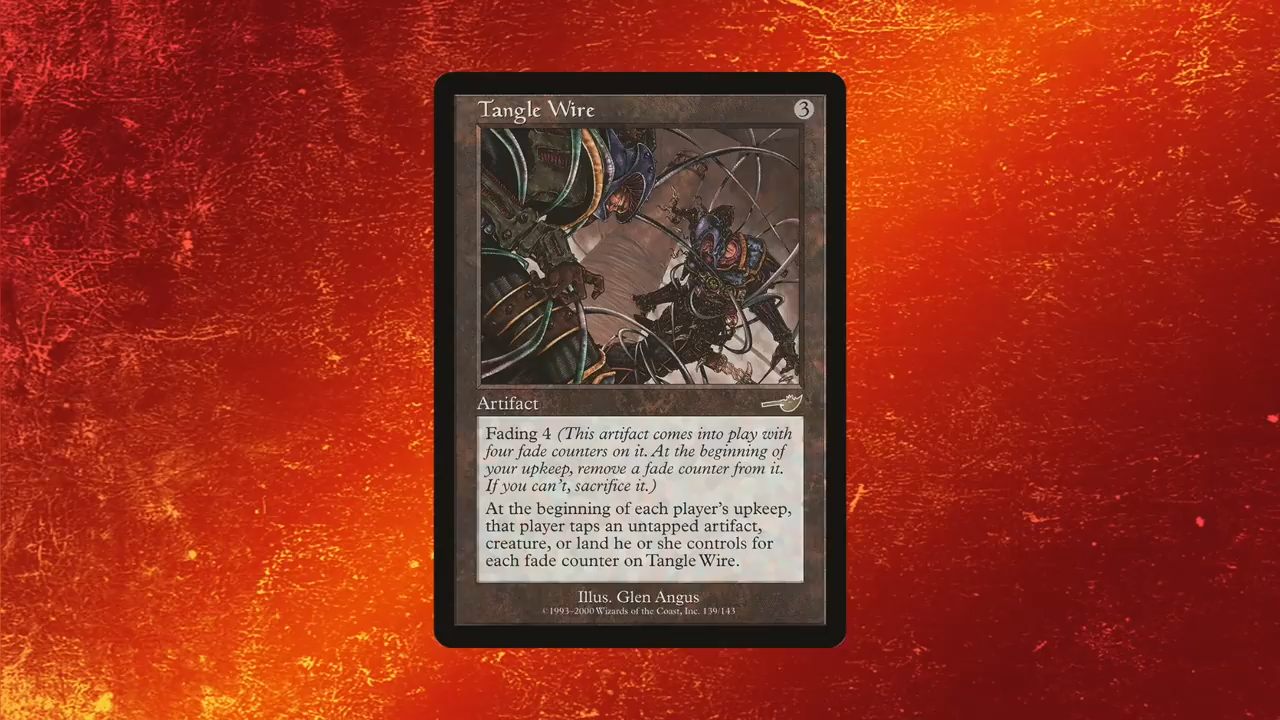 Tangle Wire 3
Artifact
Fading 4 (This artifact comes into play with
four fade counters on it. At the beginning of
your upkeep, remove a fade counter from it.
If you can't, sacrifice it.)
At the beginning of each player's upkeep,
that player taps an untapped artifact,
creature, or land he or she controls for
each fade counter on Tangle Wire.
Illus. Glen Angus
©1993–2000 Wizards of the Coast, Inc. 139/143